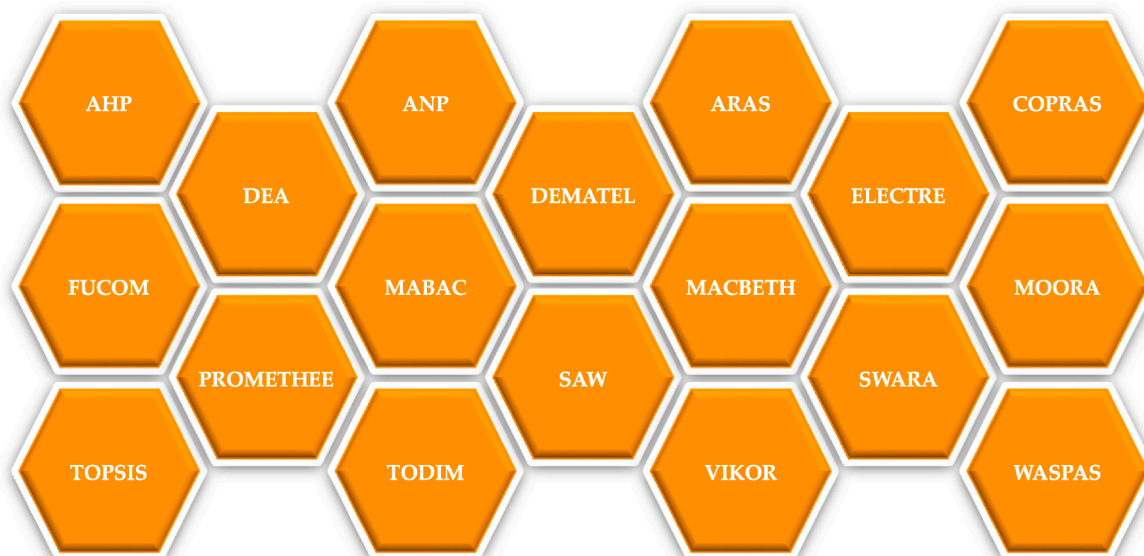 AHP
ANP
ARAS
COPRAS
DEA
DEMATEL
ELECTRE
FUCOM
MABAC
MACBETH
MOORA
PROMETHEE
SAW
SWARA
TOPSIS
TODIM
VIKOR
WASPAS